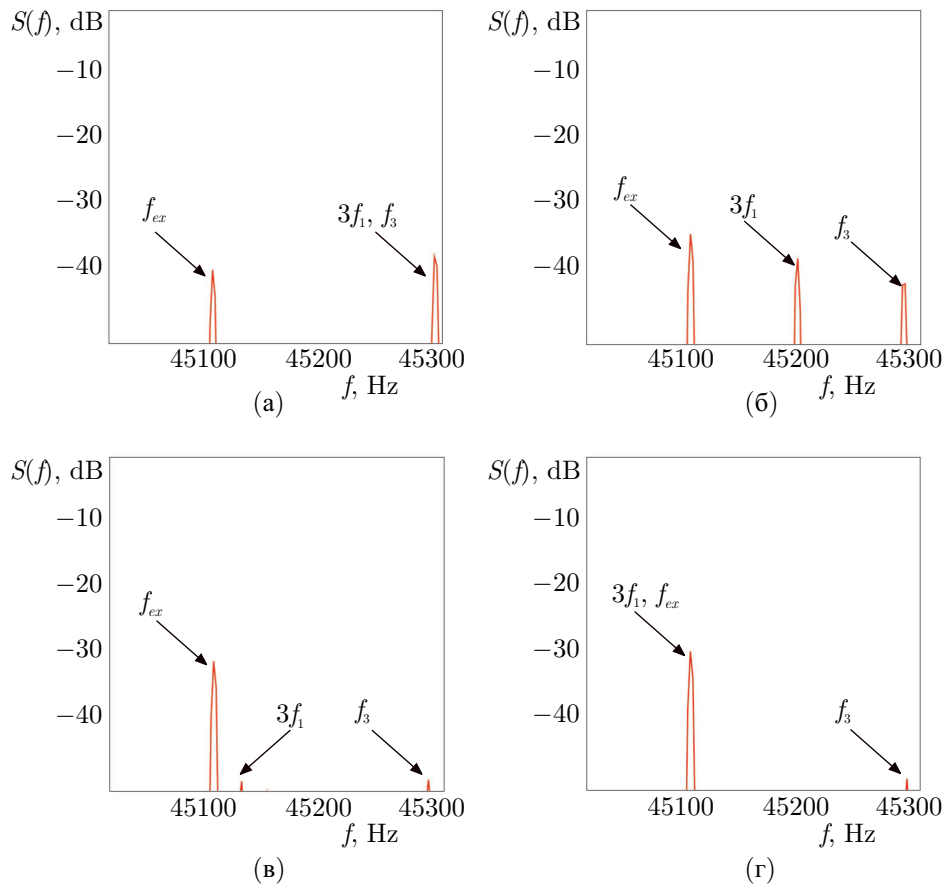 S(f), dB
−10
−20
−30
−40
f_ex
3f_1, f_3
45100 45200 45300
f, Hz
(а)
S(f), dB
−10
−20
−30
−40
f_ex
3f_1
f_3
45100 45200 45300
f, Hz
(б)
S(f), dB
−10
−20
−30
−40
f_ex
3f_1
f_3
45100 45200 45300
f, Hz
(в)
S(f), dB
−10
−20
−30
−40
3f_1, f_ex
f_3
45100 45200 45300
f, Hz
(г)